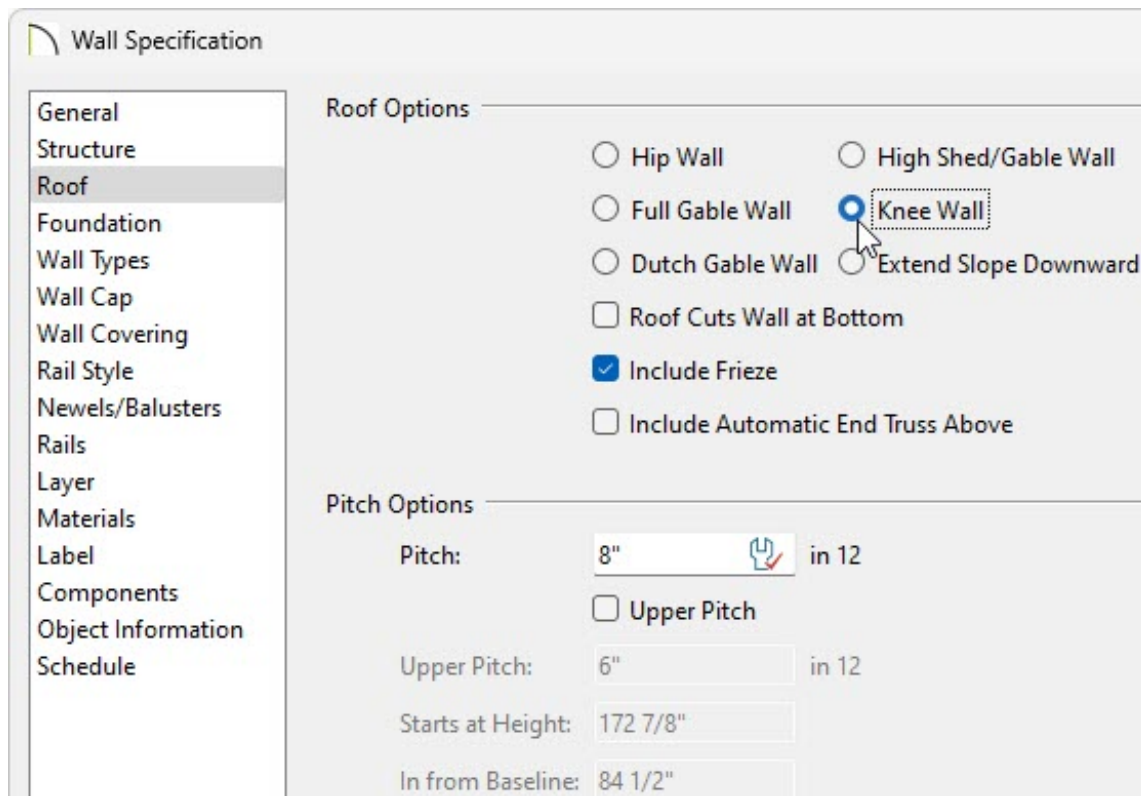 Wall Specification
General
Structure
Roof
Foundation
Wall Types
Wall Cap
Wall Covering
Rail Style
Newels/Balusters
Rails
Layer
Materials
Label
Components
Object Information
Schedule
Roof Options
Hip Wall High Shed/Gable Wall
Full Gable Wall Knee Wall
Dutch Gable Wall Extend Slope Downward
Roof Cuts Wall at Bottom
Include Frieze
Include Automatic End Truss Above
Pitch Options
Pitch: 8" in 12
Upper Pitch
Upper Pitch: 6" in 12
Starts at Height: 172 7/8"
In from Baseline: 84 1/2"